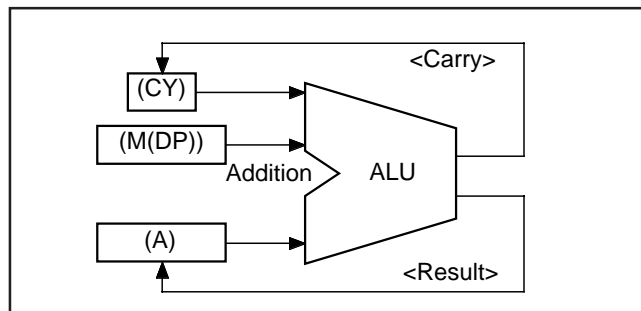 <Carry>
(CY)
(M(DP))
Addition
ALU
(A)
<Result>